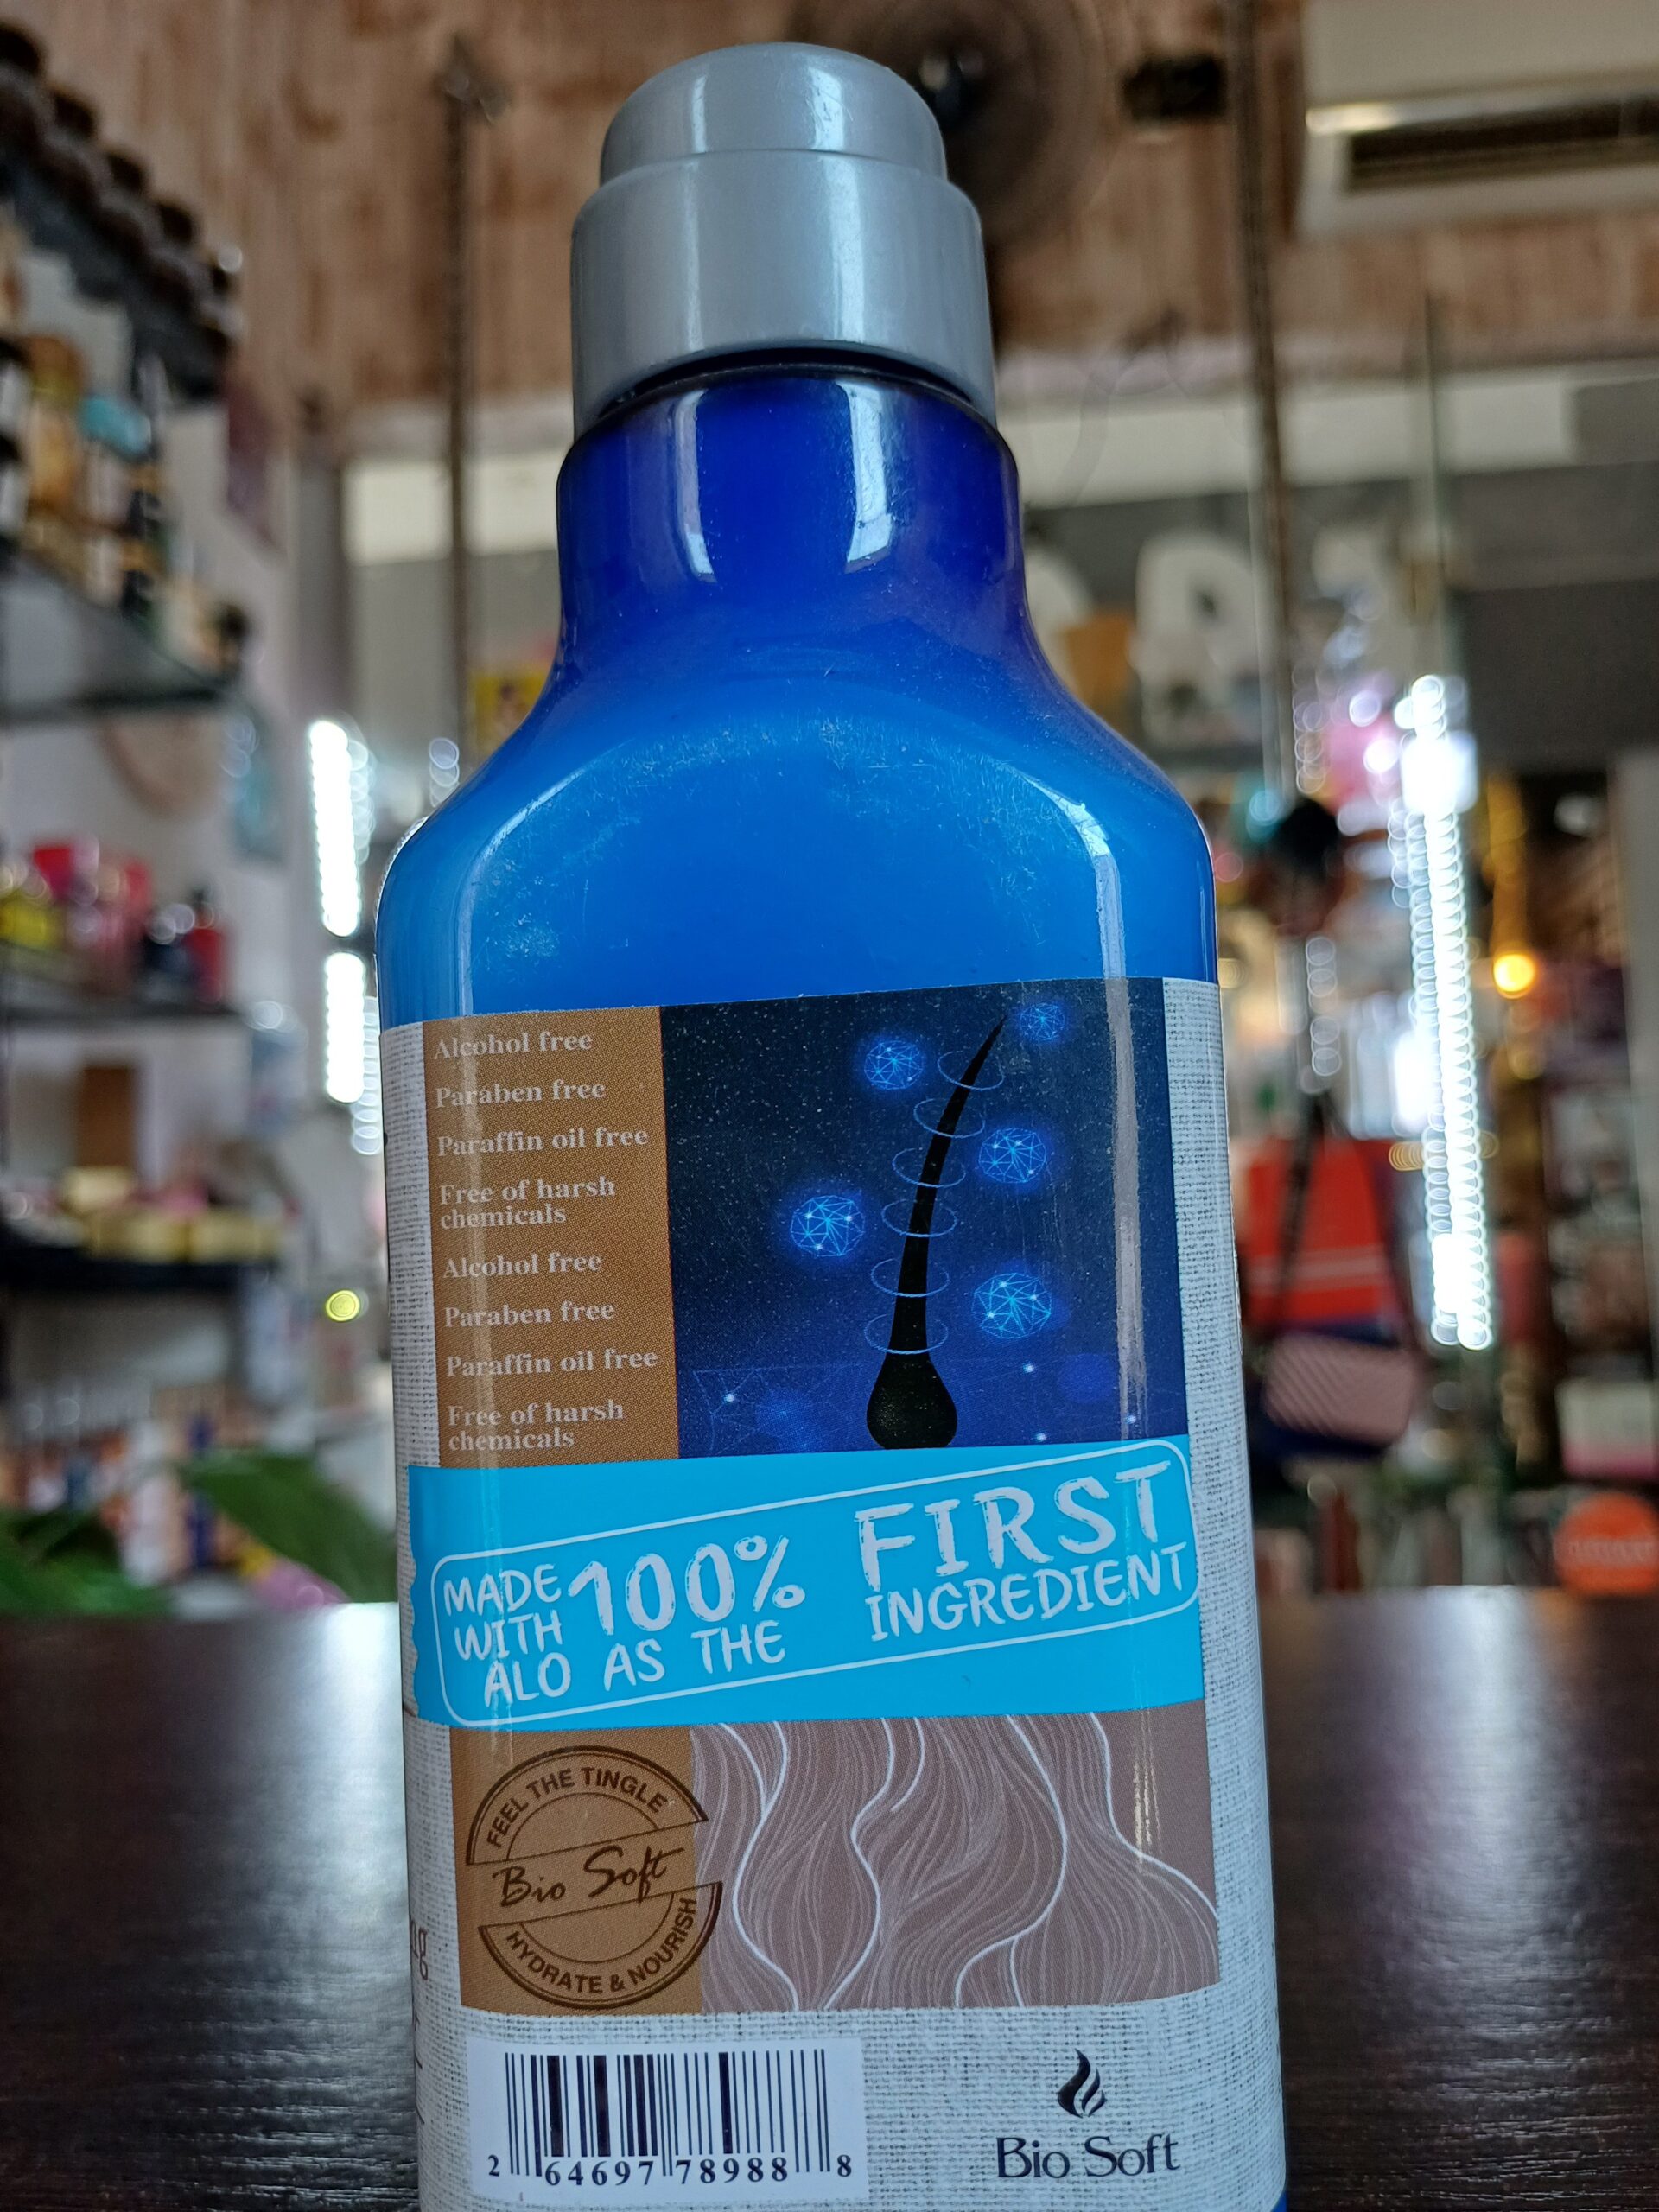 Alcohol free
Paraben free
Paraffin oil free
Free of harsh
chemicals
Alcohol free
Paraben free
Paraffin oil free
Free of harsh
chemicals
MADE WITH 100% ALO AS THE FIRST INGREDIENT
FEEL THE TINGLE
Bio Soft
HYDRATE & NOURISH
2 64697 78988 8
Bio Soft